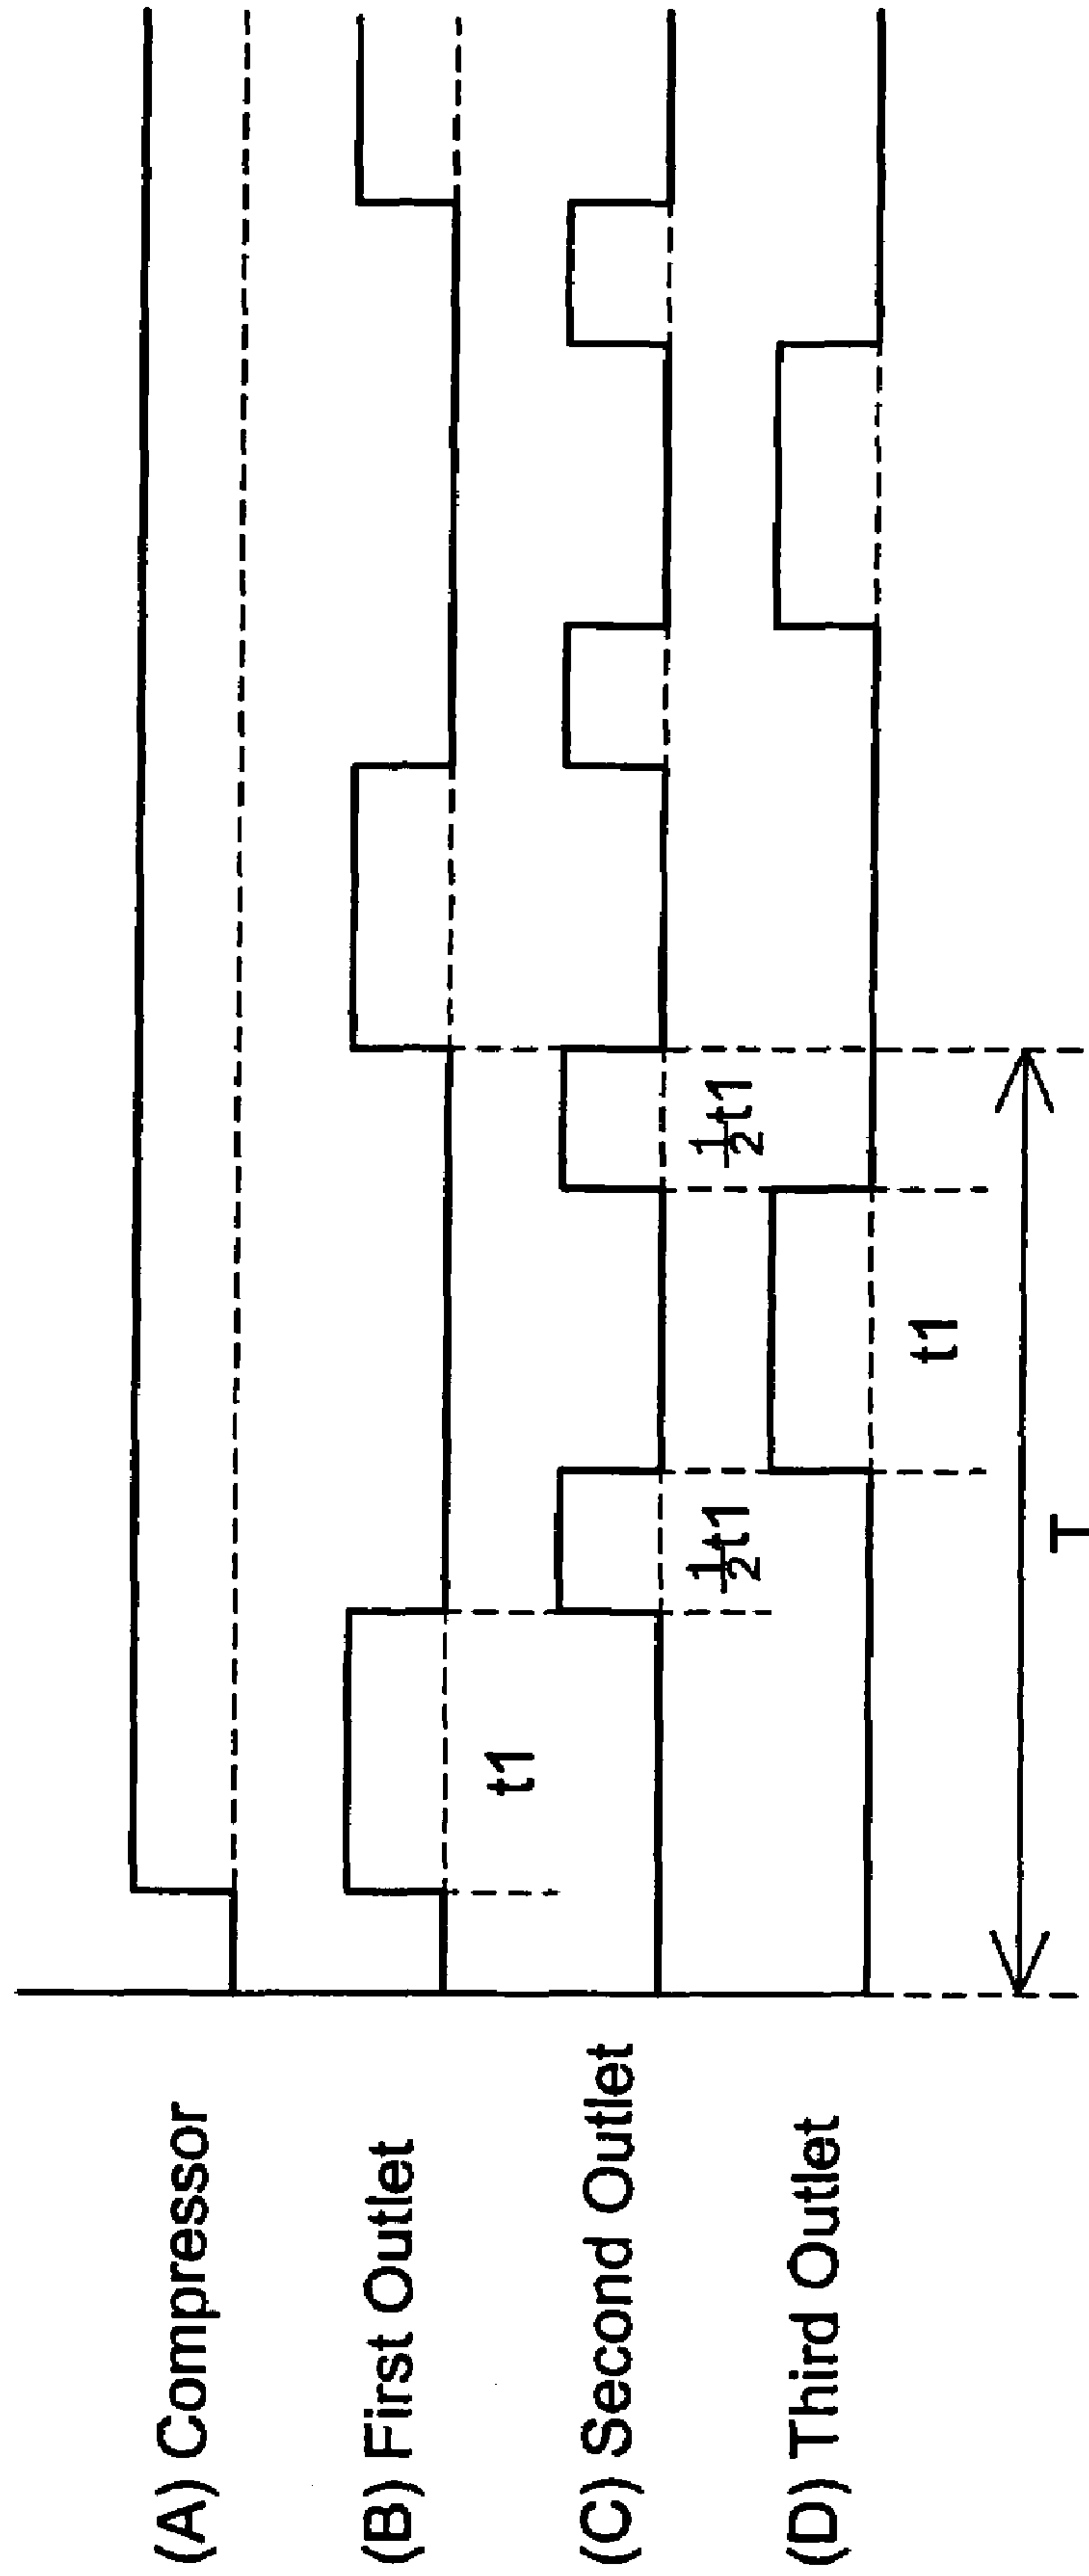 (A) Compressor
(B) First Outlet
t1
(C) Second Outlet
½t1
½t1
(D) Third Outlet
t1
T